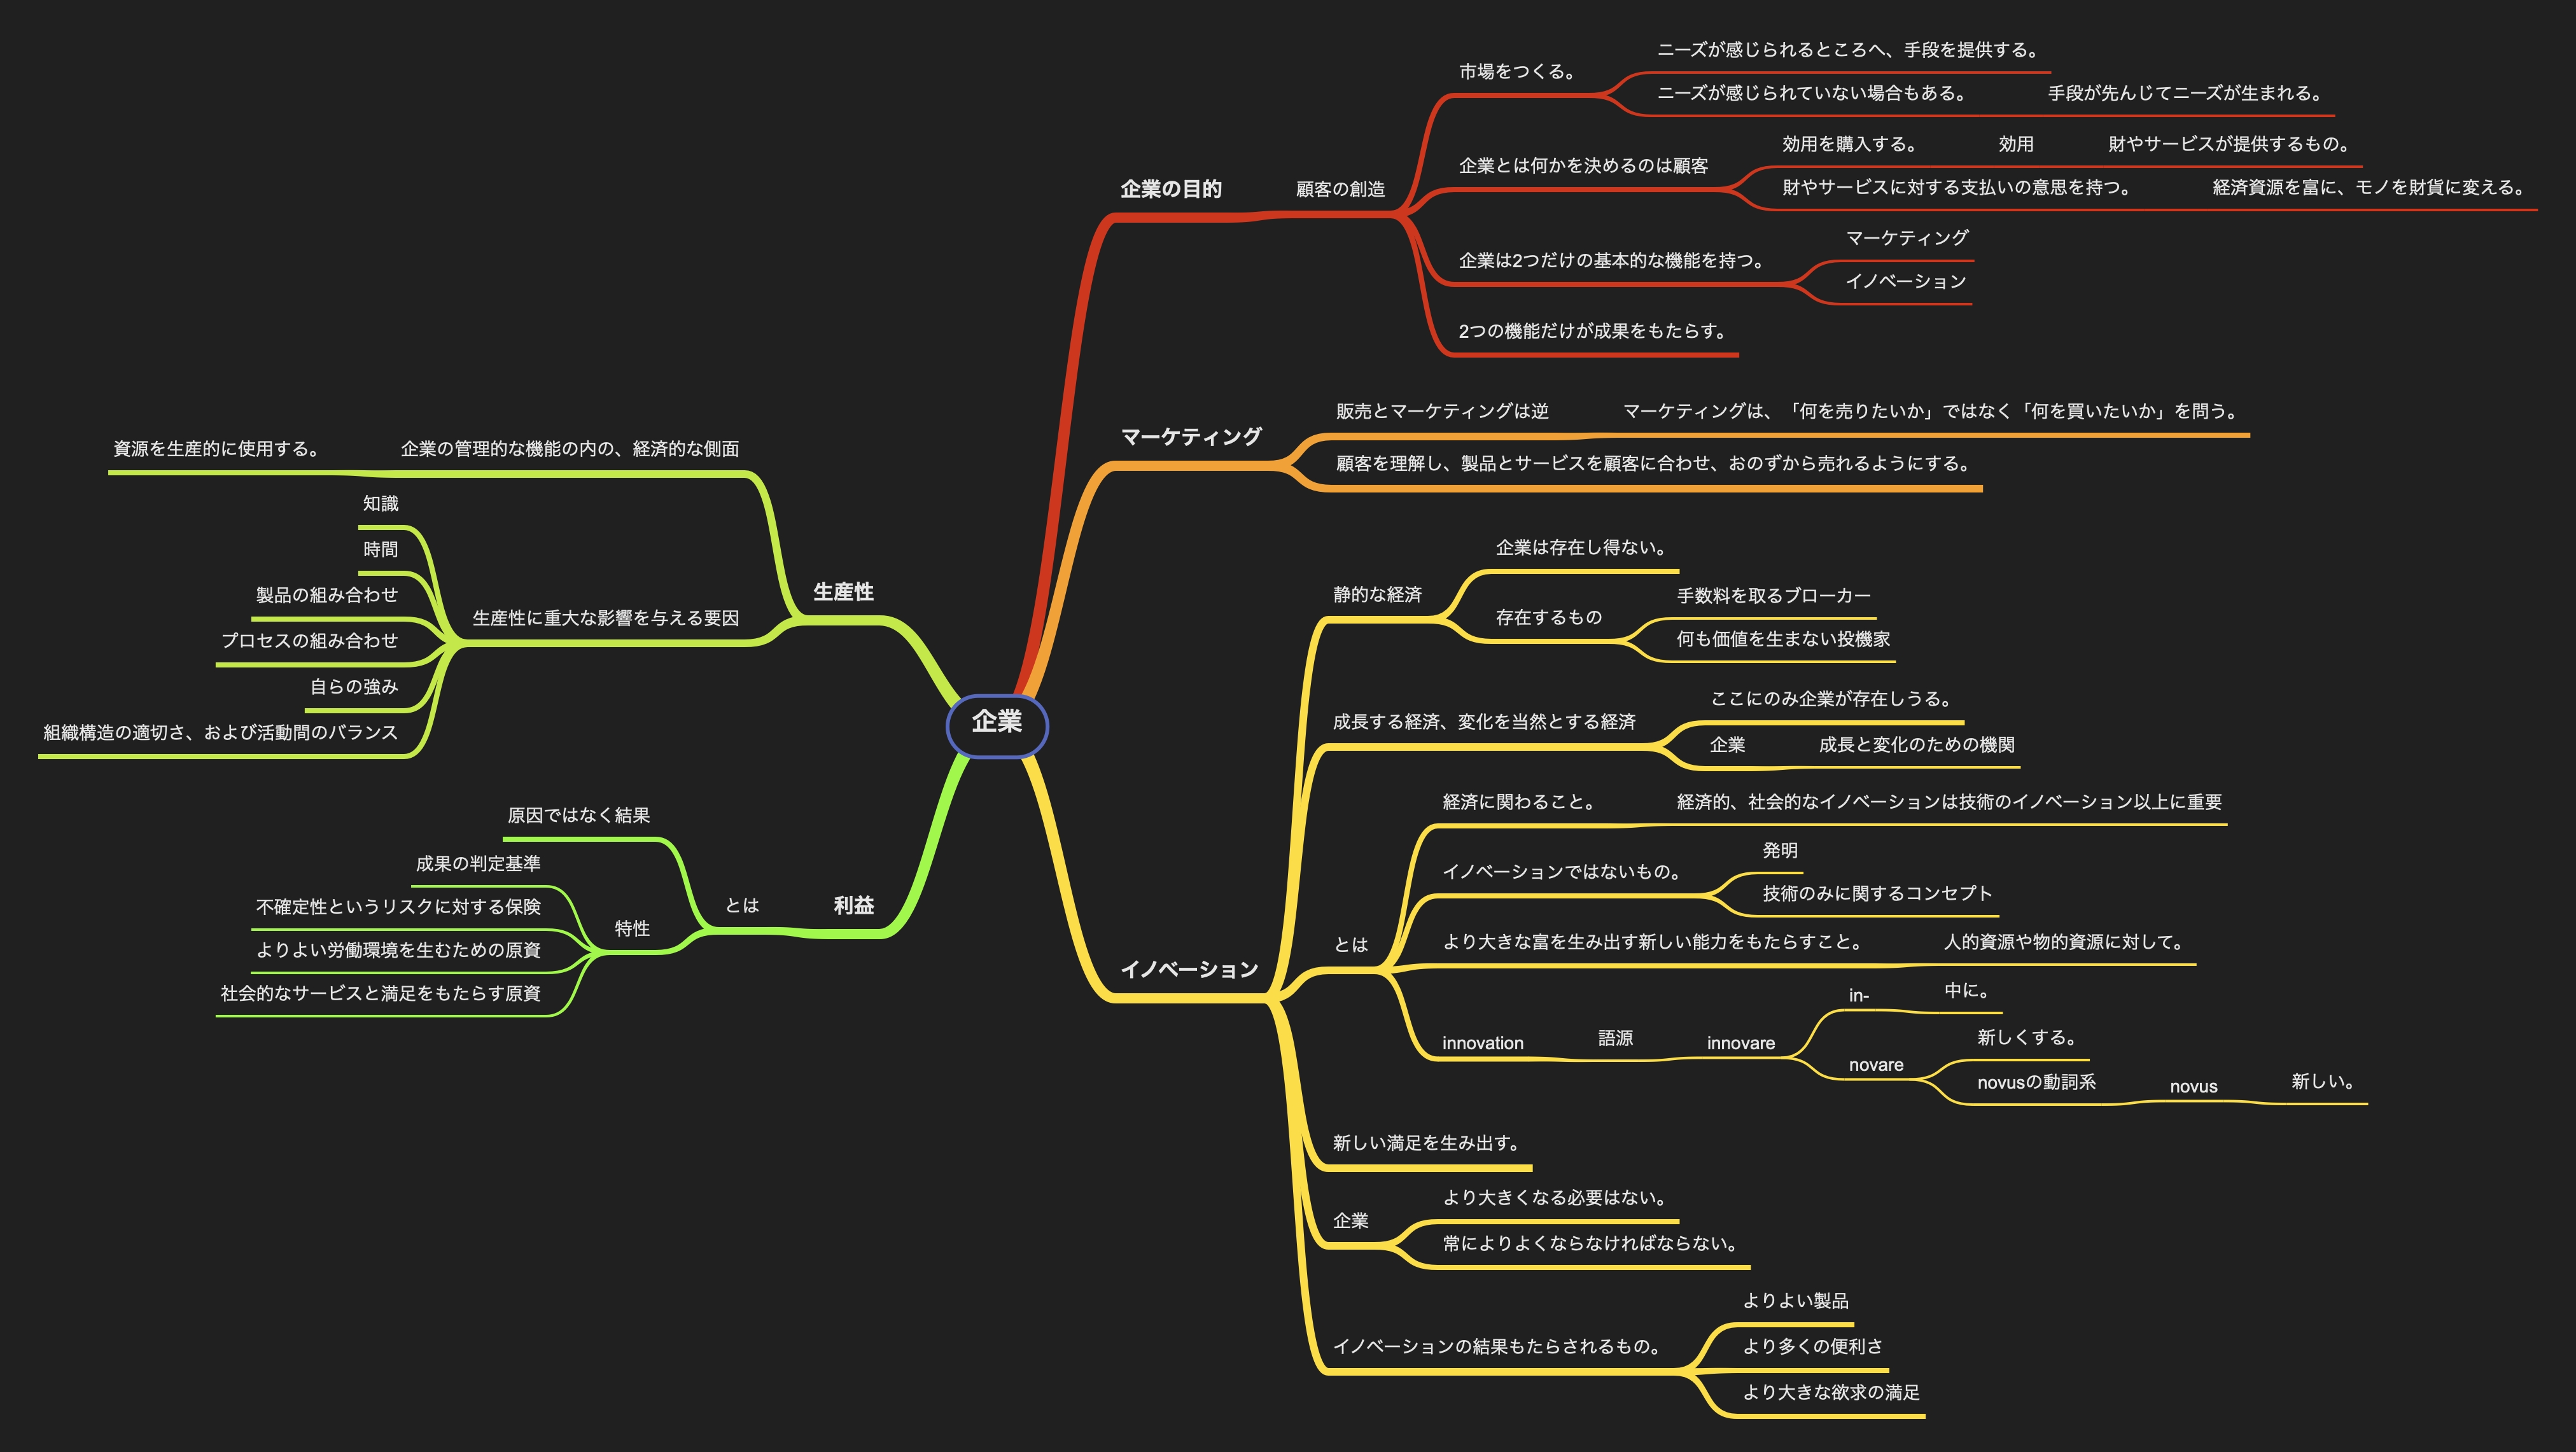 企業
企業の目的
顧客の創造
市場をつくる。
ニーズが感じられるところへ、手段を提供する。
ニーズが感じられていない場合もある。
手段が先んじてニーズが生まれる。
企業とは何かを決めるのは顧客
効用を購入する。
効用
財やサービスが提供するもの。
財やサービスに対する支払いの意思を持つ。
経済資源を富に、モノを財貨に変える。
企業は2つだけの基本的な機能を持つ。
マーケティング
イノベーション
2つの機能だけが成果をもたらす。
マーケティング
販売とマーケティングは逆
マーケティングは、「何を売りたいか」ではなく「何を買いたいか」を問う。
顧客を理解し、製品とサービスを顧客に合わせ、おのずから売れるようにする。
イノベーション
静的な経済
企業は存在し得ない。
存在するもの
手数料を取るブローカー
何も価値を生まない投機家
成長する経済、変化を当然とする経済
ここにのみ企業が存在しうる。
企業
成長と変化のための機関
とは
経済に関わること。
経済的、社会的なイノベーションは技術のイノベーション以上に重要
イノベーションではないもの。
発明
技術のみに関するコンセプト
より大きな富を生み出す新しい能力をもたらすこと。
人的資源や物的資源に対して。
innovation
語源
innovare
in-
中に。
novare
新しくする。
novusの動詞系
novus
新しい。
新しい満足を生み出す。
企業
より大きくなる必要はない。
常によりよくならなければならない。
イノベーションの結果もたらされるもの。
よりよい製品
より多くの便利さ
より大きな欲求の満足
生産性
企業の管理的な機能の内の、経済的な側面
資源を生産的に使用する。
生産性に重大な影響を与える要因
知識
時間
製品の組み合わせ
プロセスの組み合わせ
自らの強み
組織構造の適切さ、および活動間のバランス
利益
とは
原因ではなく結果
特性
成果の判定基準
不確定性というリスクに対する保険
よりよい労働環境を生むための原資
社会的なサービスと満足をもたらす原資